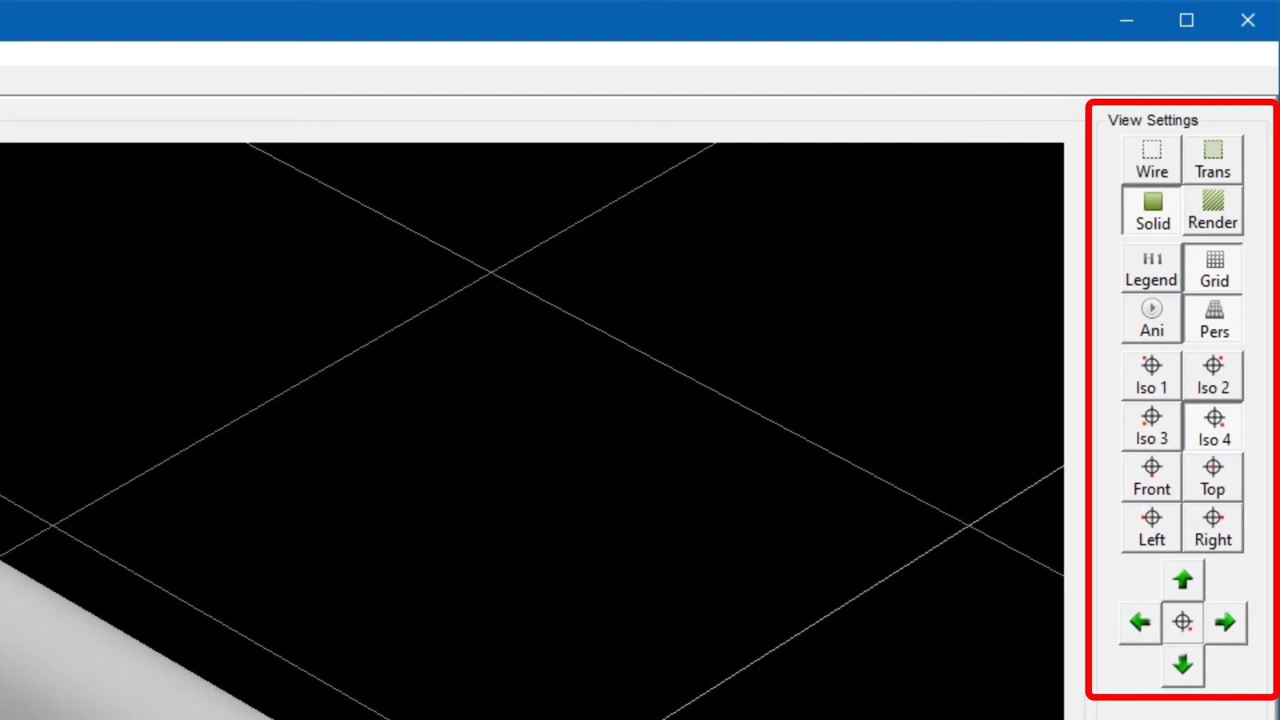 View Settings
Wire Trans
Solid Render
H1
Legend Grid
Ani Pers
Iso 1 Iso 2
Iso 3 Iso 4
Front Top
Left Right